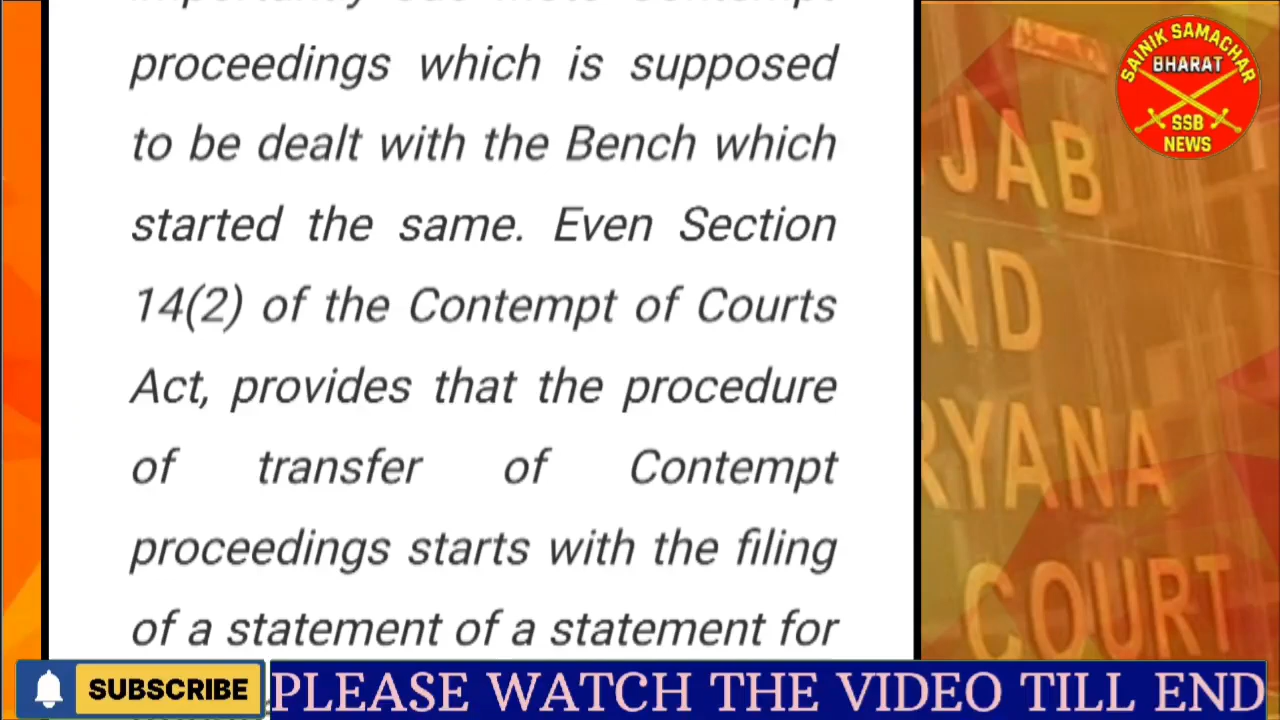 proceedings which is supposed
to be dealt with the Bench which
started the same. Even Section
14(2) of the Contempt of Courts
Act, provides that the procedure
of transfer of Contempt
proceedings starts with the filing
of a statement of a statement for
SAINIK SAMACHAR
BHARAT
SSB
NEWS
JAB
ND
RYANA
COURT
SUBSCRIBE
PLEASE WATCH THE VIDEO TILL END